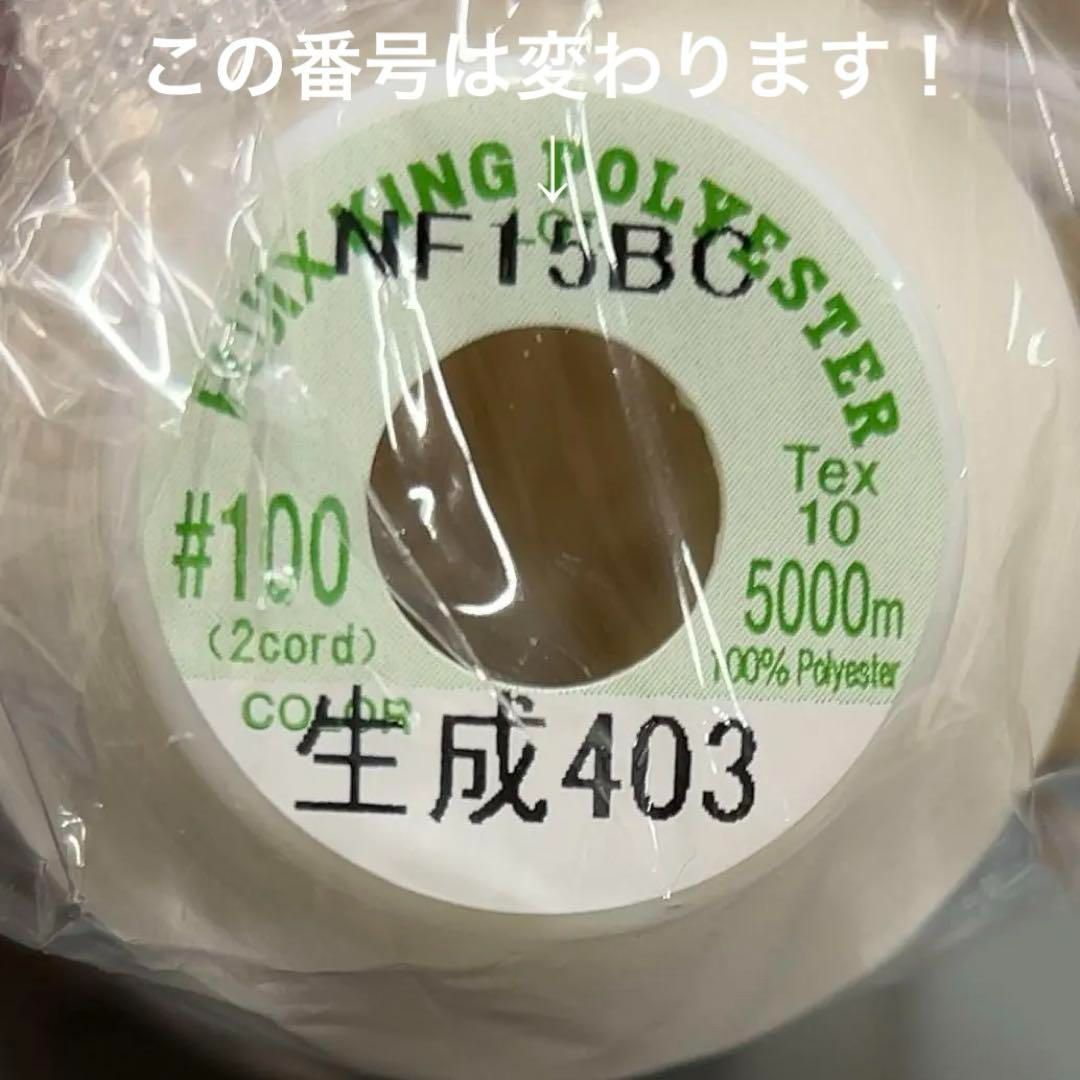 この番号は変わります！
↓
KING POLYESTER
NF15BC
#100
(2cord)
Tex
10
5000m
100% Polyester
COLOR
生成403